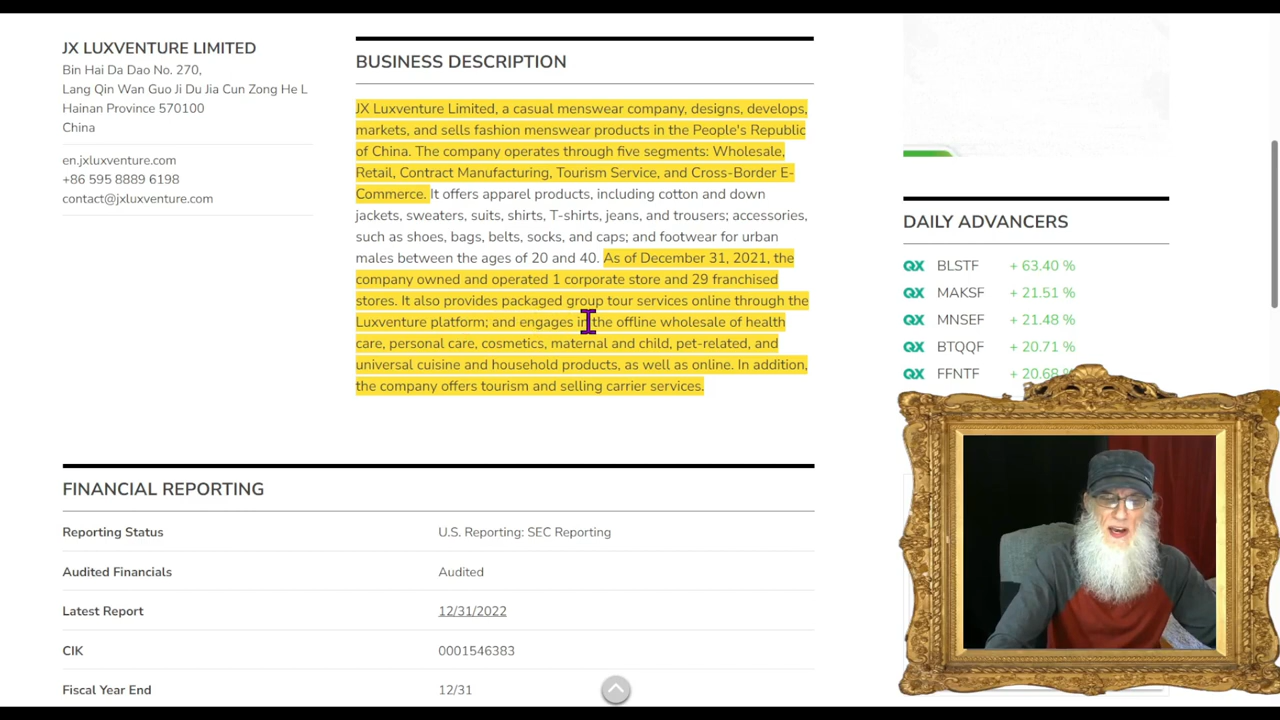 JX LUXVENTURE LIMITED
Bin Hai Da Dao No. 270,
Lang Qin Wan Guo Ji Du Jia Cun Zong He L
Hainan Province 570100
China
en.jxluxventure.com
+86 595 8889 6198
contact@jxluxventure.com
BUSINESS DESCRIPTION
JX Luxventure Limited, a casual menswear company, designs, develops,
markets, and sells fashion menswear products in the People's Republic
of China. The company operates through five segments: Wholesale,
Retail, Contract Manufacturing, Tourism Service, and Cross-Border E-
Commerce. It offers apparel products, including cotton and down
jackets, sweaters, suits, shirts, T-shirts, jeans, and trousers; accessories,
such as shoes, bags, belts, socks, and caps; and footwear for urban
males between the ages of 20 and 40. As of December 31, 2021, the
company owned and operated 1 corporate store and 29 franchised
stores. It also provides packaged group tour services online through the
Luxventure platform; and engages in the offline wholesale of health
care, personal care, cosmetics, maternal and child, pet-related, and
universal cuisine and household products, as well as online. In addition,
the company offers tourism and selling carrier services.
DAILY ADVANCERS
QX BLSTF + 63.40 %
QX MAKSF + 21.51 %
QX MNSEF + 21.48 %
QX BTQQF + 20.71 %
QX FFNTF + 20.68 %
FINANCIAL REPORTING
Reporting Status U.S. Reporting: SEC Reporting
Audited Financials Audited
Latest Report 12/31/2022
CIK 0001546383
Fiscal Year End 12/31